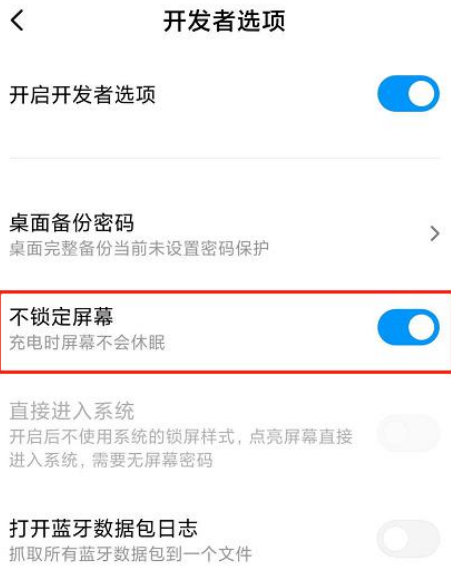 开发者选项
开启开发者选项
桌面备份密码
桌面完整备份当前未设置密码保护
不锁定屏幕
充电时屏幕不会休眠
直接进入系统
开启后不使用系统的锁屏样式，点亮屏幕直接
进入系统，需要无屏幕密码
打开蓝牙数据包日志
抓取所有蓝牙数据包到一个文件